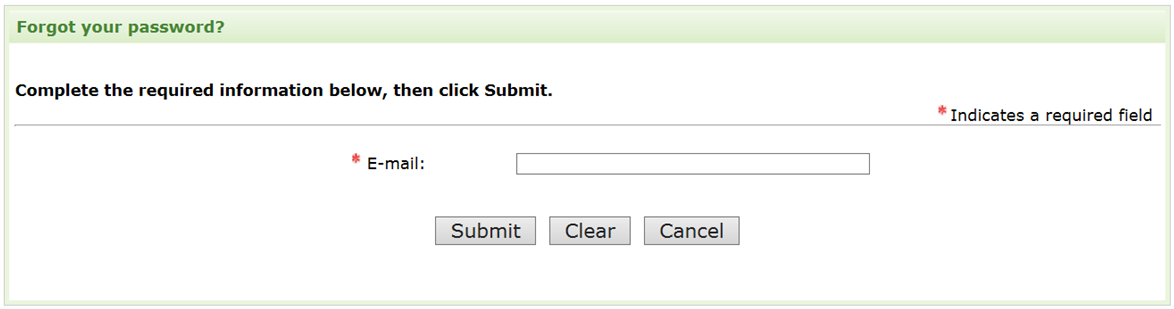 Forgot your password?
Complete the required information below, then click Submit.
* Indicates a required field
* E-mail:
Submit Clear Cancel